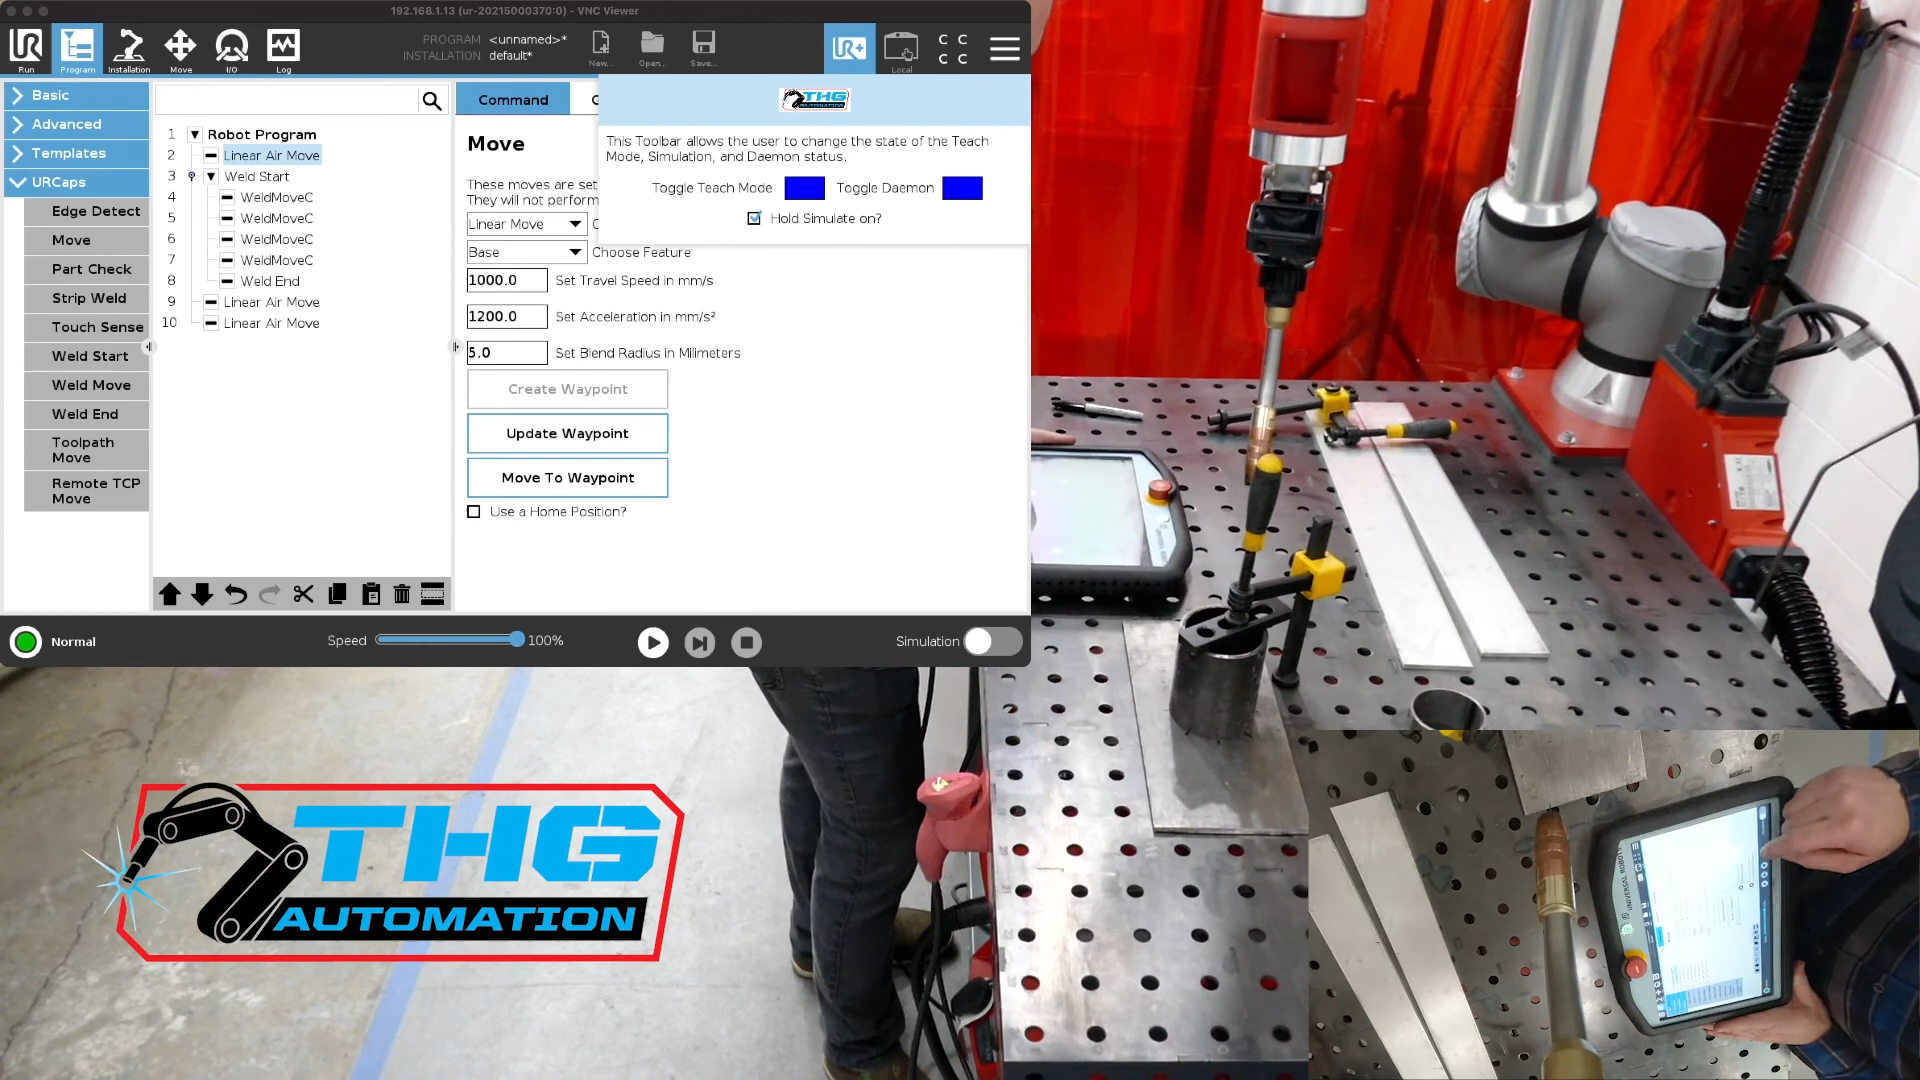 192.168.1.13 (ur-20215000370:0) - VNC Viewer
Run
Program
Installation
Move
I/O
Log
PROGRAM <unnamed>*
INSTALLATION default*
New...
Open...
Save...
UR+
Local
C C
C C
Basic
Advanced
Templates
URCaps
Edge Detect
Move
Part Check
Strip Weld
Touch Sense
Weld Start
Weld Move
Weld End
Toolpath
Move
Remote TCP
Move
1 Robot Program
2 Linear Air Move
3 Weld Start
4 WeldMoveC
5 WeldMoveC
6 WeldMoveC
7 WeldMoveC
8 Weld End
9 Linear Air Move
10 Linear Air Move
Command
Move
These moves are set
They will not perform
Linear Move
Base Choose Feature
1000.0 Set Travel Speed in mm/s
1200.0 Set Acceleration in mm/s²
5.0 Set Blend Radius in Milimeters
Create Waypoint
Update Waypoint
Move To Waypoint
Use a Home Position?
THG
AUTOMATION
This Toolbar allows the user to change the state of the Teach
Mode, Simulation, and Daemon status.
Toggle Teach Mode Toggle Daemon
Hold Simulate on?
Normal
Speed 100%
Simulation
THG
AUTOMATION
UNIVERSAL ROBOTS